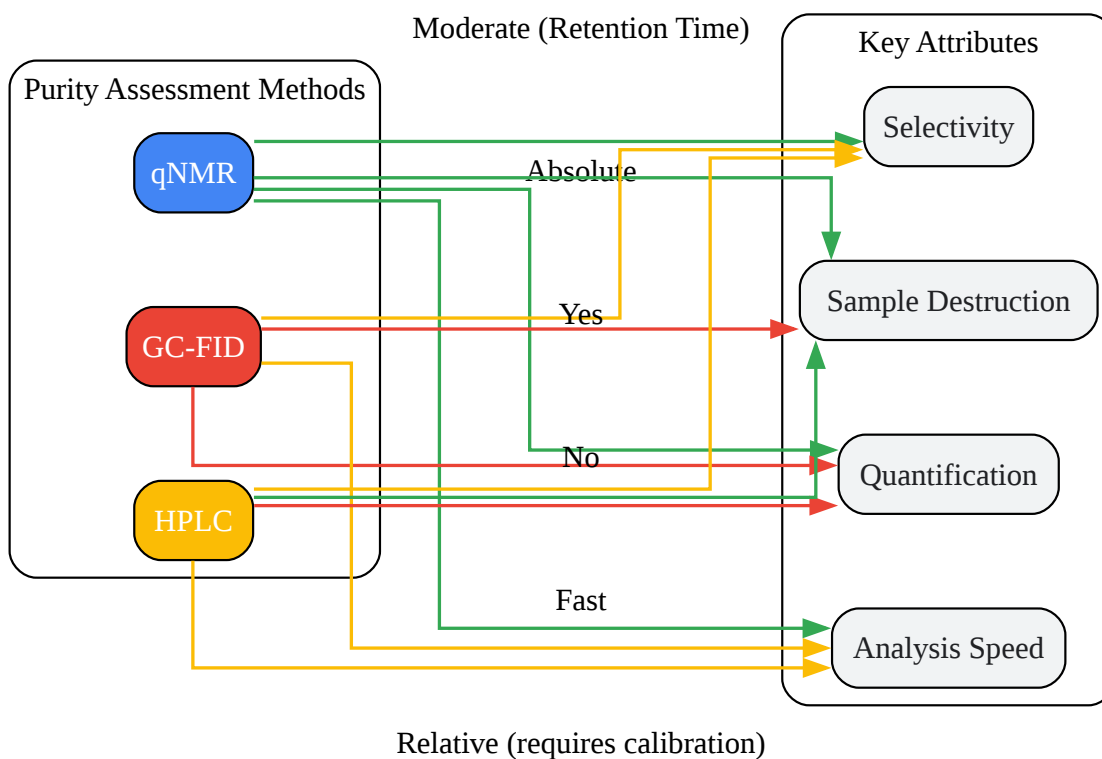 Moderate (Retention Time)
Key Attributes
Purity Assessment Methods
Selectivity
qNMR
Absolute
Sample Destruction
Yes
GC-FID
No
Quantification
HPLC
Fast
Analysis Speed
Relative (requires calibration)